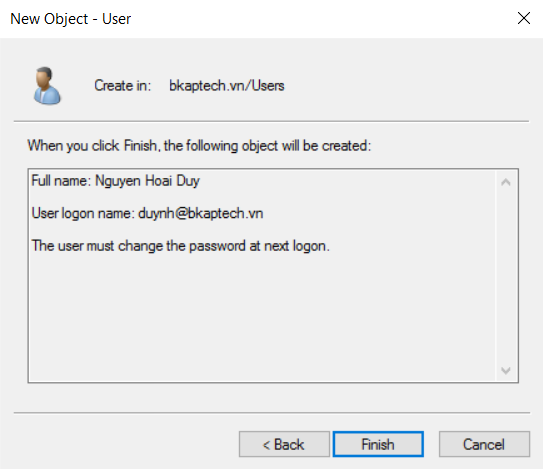 New Object - User
Create in: bkaptech.vn/Users
When you click Finish, the following object will be created:
Full name: Nguyen Hoai Duy
User logon name: duynh@bkaptech.vn
The user must change the password at next logon.
< Back Finish Cancel